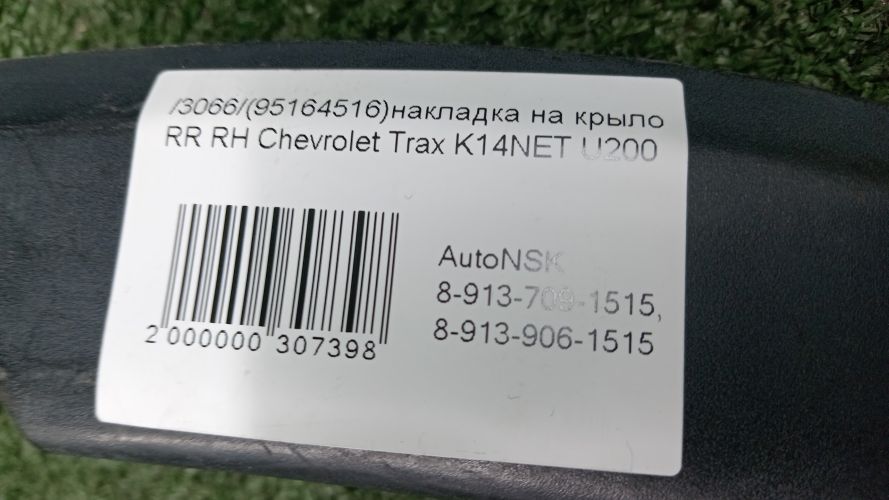 /3066/(95164516)накладка на крыло
RR RH Chevrolet Trax K14NET U200
AutoNSK
8-913-709-1515,
8-913-906-1515
2 000000 307398